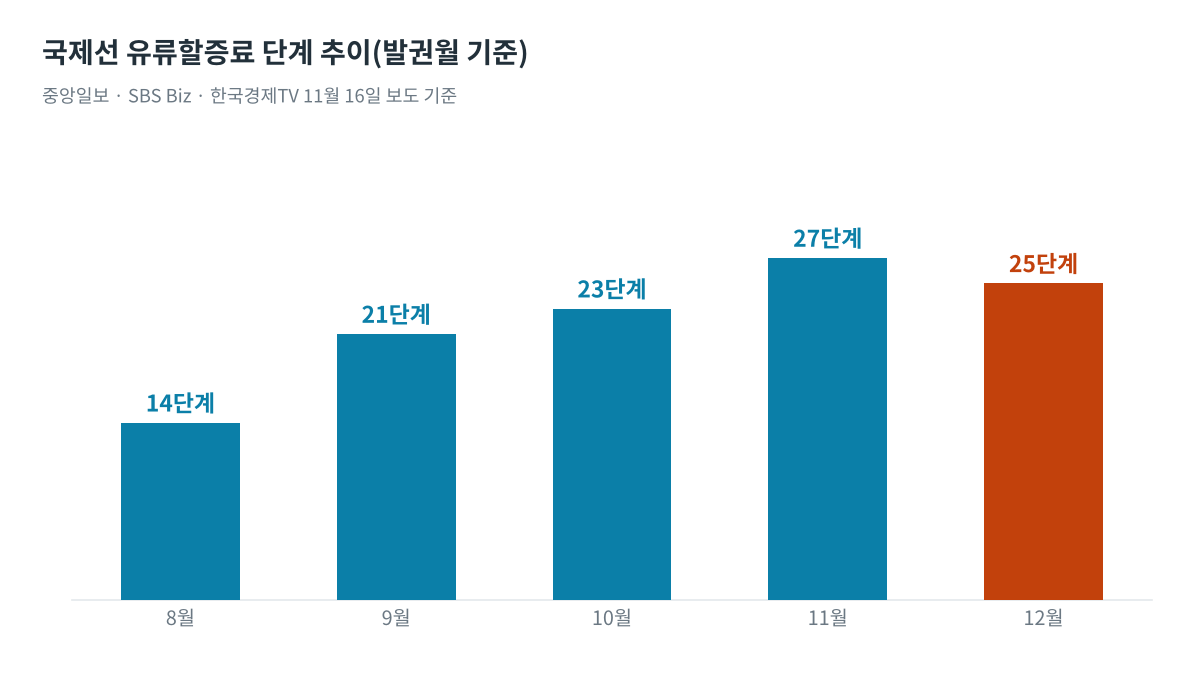 국제선 유류할증료 단계 추이(발권월 기준)
중앙일보 · SBS Biz · 한국경제TV 11월 16일 보도 기준
27단계
25단계
23단계
21단계
14단계
8월 9월 10월 11월 12월